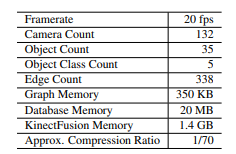 Framerate 20 fps
Camera Count 132
Object Count 35
Object Class Count 5
Edge Count 338
Graph Memory 350 KB
Database Memory 20 MB
KinectFusion Memory 1.4 GB
Approx. Compression Ratio 1/70